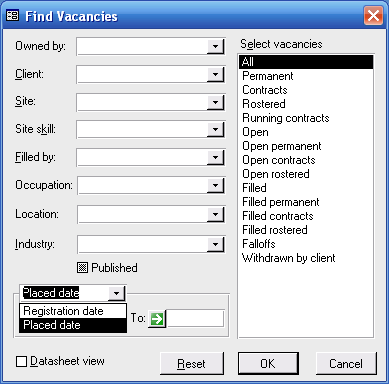 Find Vacancies
Owned by:
Client:
Site:
Site skill:
Filled by:
Occupation:
Location:
Industry:
Published
Placed date
Registration date
Placed date
To:
Datasheet view
Select vacancies
All
Permanent
Contracts
Rostered
Running contracts
Open
Open permanent
Open contracts
Open rostered
Filled
Filled permanent
Filled contracts
Filled rostered
Falloffs
Withdrawn by client
Reset
OK
Cancel